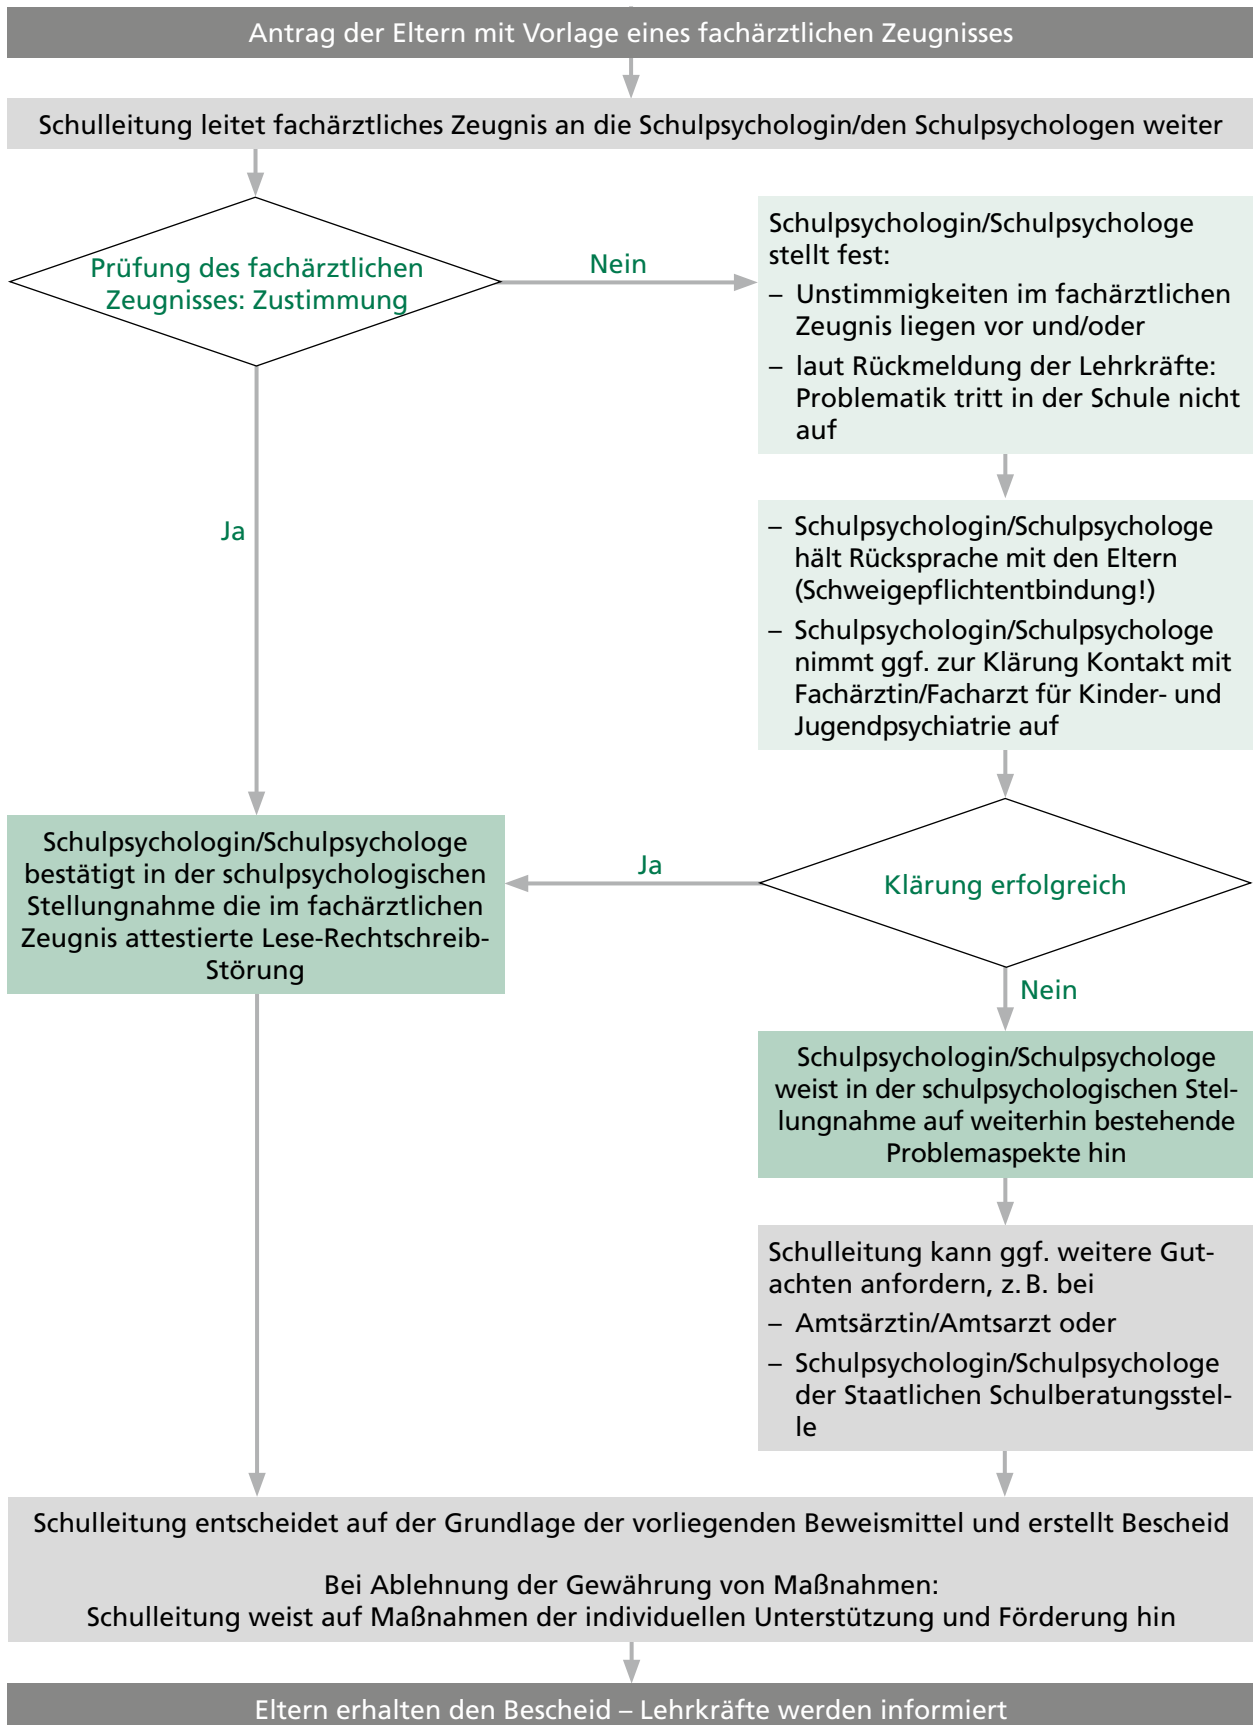 Antrag der Eltern mit Vorlage eines fachärztlichen Zeugnisses
Schulleitung leitet fachärztliches Zeugnis an die Schulpsychologin/den Schulpsychologen weiter
Prüfung des fachärztlichen
Zeugnisses: Zustimmung
Nein
Schulpsychologin/Schulpsychologe
stellt fest:
– Unstimmigkeiten im fachärztlichen
Zeugnis liegen vor und/oder
– laut Rückmeldung der Lehrkräfte:
Problematik tritt in der Schule nicht
auf
Ja
– Schulpsychologin/Schulpsychologe
hält Rücksprache mit den Eltern
(Schweigepflichtentbindung!)
– Schulpsychologin/Schulpsychologe
nimmt ggf. zur Klärung Kontakt mit
Fachärztin/Facharzt für Kinder- und
Jugendpsychiatrie auf
Schulpsychologin/Schulpsychologe
bestätigt in der schulpsychologischen
Stellungnahme die im fachärztlichen
Zeugnis attestierte Lese-Rechtschreib-
Störung
Ja
Klärung erfolgreich
Nein
Schulpsychologin/Schulpsychologe
weist in der schulpsychologischen Stel-
lungnahme auf weiterhin bestehende
Problemaspekte hin
Schulleitung kann ggf. weitere Gut-
achten anfordern, z. B. bei
– Amtsärztin/Amtsarzt oder
– Schulpsychologin/Schulpsychologe
der Staatlichen Schulberatungsstel-
le
Schulleitung entscheidet auf der Grundlage der vorliegenden Beweismittel und erstellt Bescheid
Bei Ablehnung der Gewährung von Maßnahmen:
Schulleitung weist auf Maßnahmen der individuellen Unterstützung und Förderung hin
Eltern erhalten den Bescheid – Lehrkräfte werden informiert